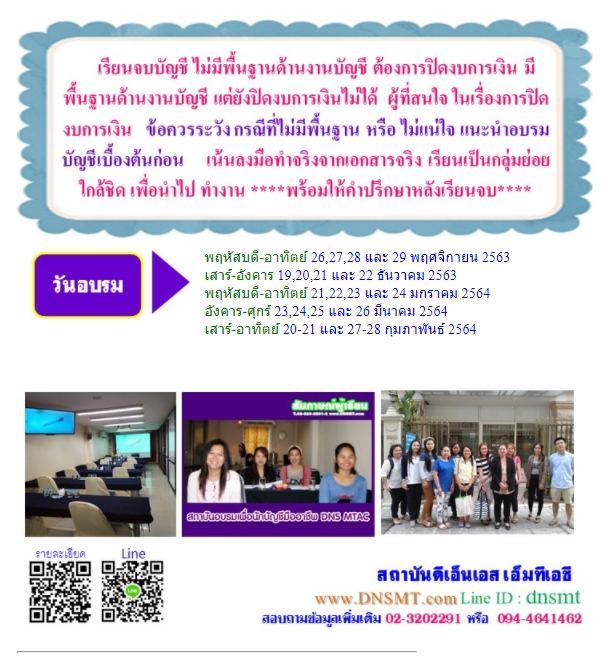 เรียนจบบัญชี ไม่มีพื้นฐานด้านงานบัญชี ต้องการปิดงบการเงิน มี
พื้นฐานด้านงานบัญชี แต่ยังปิดงบการเงินไม่ได้ ผู้ที่สนใจ ในเรื่องการปิด
งบการเงิน ข้อควรระวัง กรณีที่ไม่มีพื้นฐาน หรือ ไม่แน่ใจ แนะนำอบรม
บัญชีเบื้องต้นก่อน เน้นลงมือทำจริงจากเอกสารจริง เรียนเป็นกลุ่มย่อย
ใกล้ชิด เพื่อนำไป ทำงาน ****พร้อมให้คำปรึกษาหลังเรียนจบ****
วันอบรม
พฤหัสบดี-อาทิตย์ 26,27,28 และ 29 พฤศจิกายน 2563
เสาร์-อังคาร 19,20,21 และ 22 ธันวาคม 2563
พฤหัสบดี-อาทิตย์ 21,22,23 และ 24 มกราคม 2564
อังคาร-ศุกร์ 23,24,25 และ 26 มีนาคม 2564
เสาร์-อาทิตย์ 20-21 และ 27-28 กุมภาพันธ์ 2564
สัมภาษณ์ผู้เรียน
สถาบันอบรมเพื่อนักบัญชีมืออาชีพ DNS MTAC
รายละเอียด
Line
LINE
สถาบันดีเอ็นเอส เอ็มทีเอซี
www.DNSMT.com Line ID : dnsmt
สอบถามข้อมูลเพิ่มเติม 02-3202291 หรือ 094-4641462